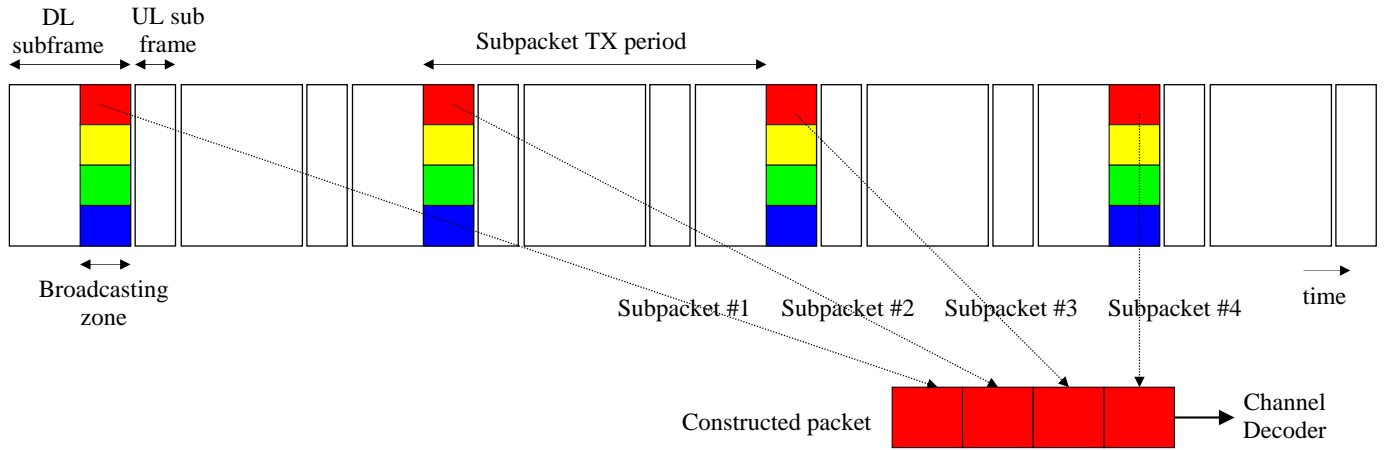 DL
subframe
UL sub
frame
Subpacket TX period
Broadcasting
zone
time
Subpacket #1
Subpacket #2
Subpacket #3
Subpacket #4
Constructed packet
Channel
Decoder